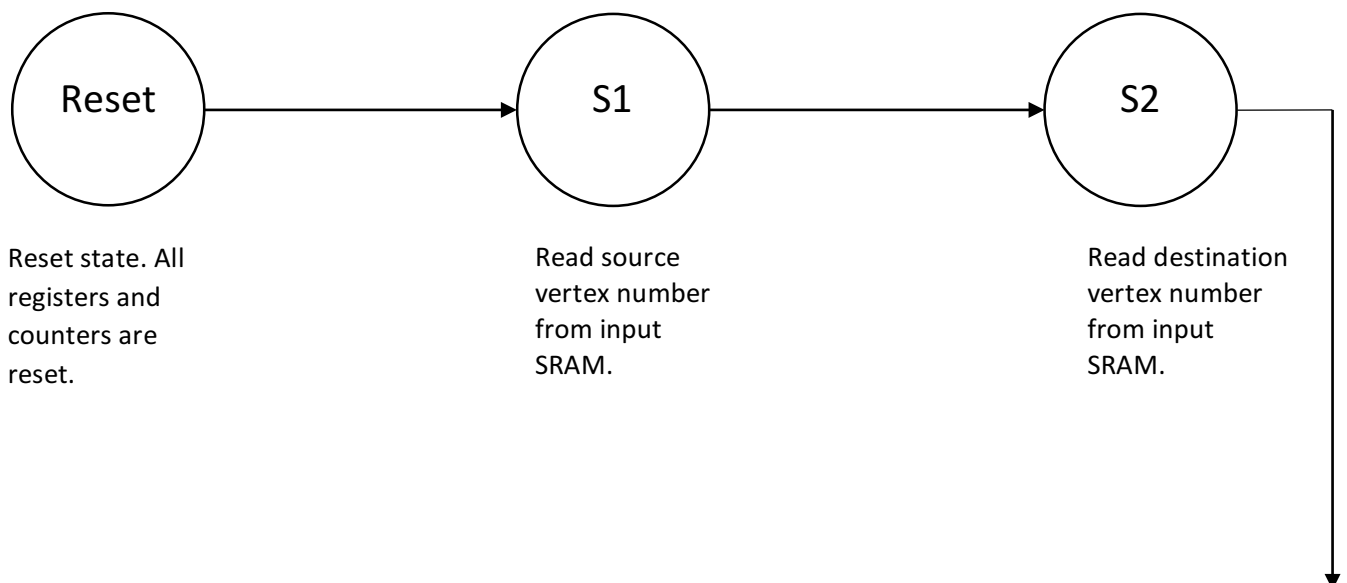 Reset
S1
S2
Reset state. All
registers and
counters are
reset.
Read source
vertex number
from input
SRAM.
Read destination
vertex number
from input
SRAM.